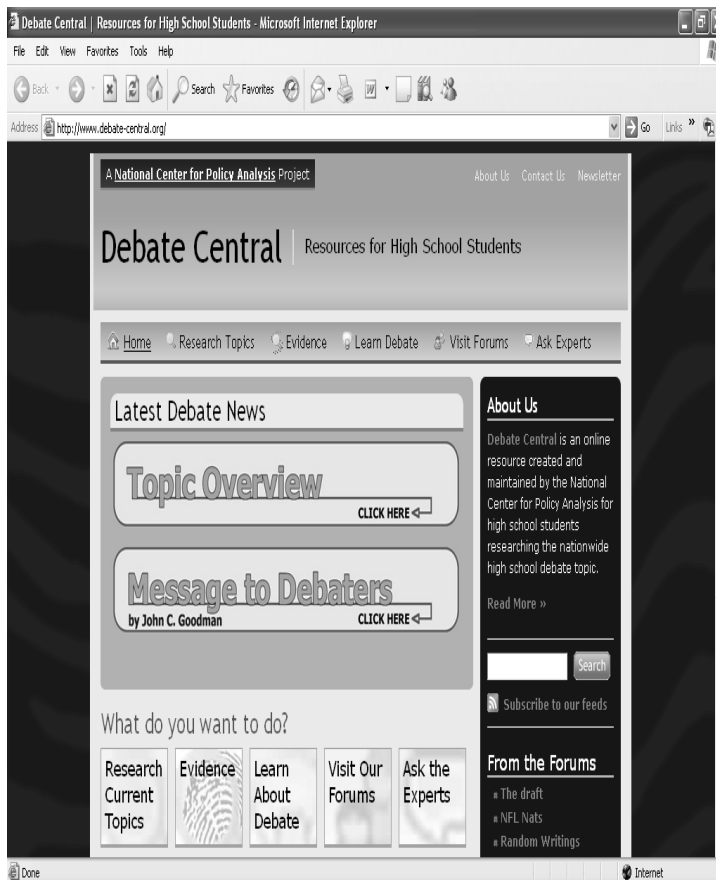 Debate Central | Resources for High School Students - Microsoft Internet Explorer
File Edit View Favorites Tools Help
Back Search Favorites
Address http://www.debate-central.org/ Go Links »
A National Center for Policy Analysis Project
About Us Contact Us Newsletter
Debate Central | Resources for High School Students
Home Research Topics Evidence Learn Debate Visit Forums Ask Experts
Latest Debate News
Topic Overview
CLICK HERE
Message to Debaters
by John C. Goodman CLICK HERE
About Us
Debate Central is an online
resource created and
maintained by the National
Center for Policy Analysis for
high school students
researching the nationwide
high school debate topic.
Read More »
Search
Subscribe to our feeds
From the Forums
The draft
NFL Nats
Random Writings
What do you want to do?
Research
Current
Topics
Evidence
Learn
About
Debate
Visit Our
Forums
Ask the
Experts
Done Internet